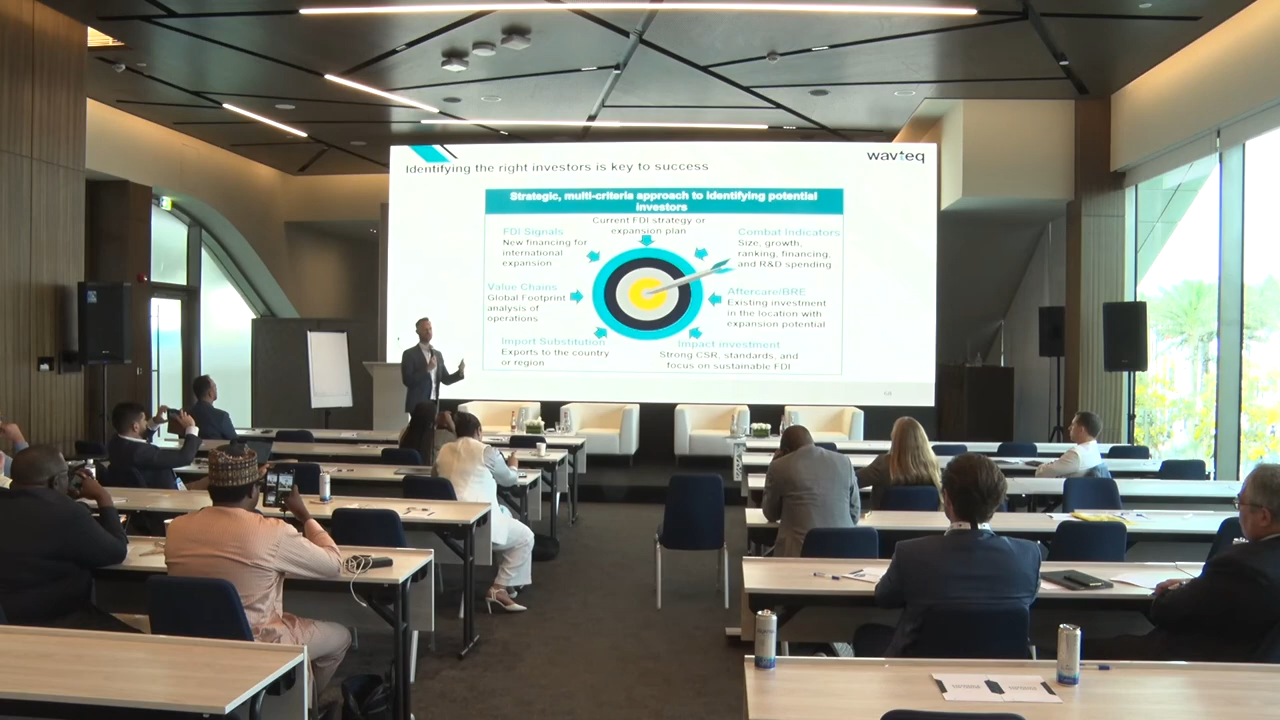 Identifying the right investors is key to success
wavteq
Strategic, multi-criteria approach to identifying potential
investors
Current FDI strategy or
expansion plan
FDI Signals
New financing for
international
expansion
Combat Indicators
Size, growth,
ranking, financing,
and R&D spending
Value Chains
Global Footprint
analysis of
operations
Aftercare/BRE
Existing investment
in the location with
expansion potential
Import Substitution
Exports to the country
or region
Impact investment
Strong CSR, standards, and
focus on sustainable FDI